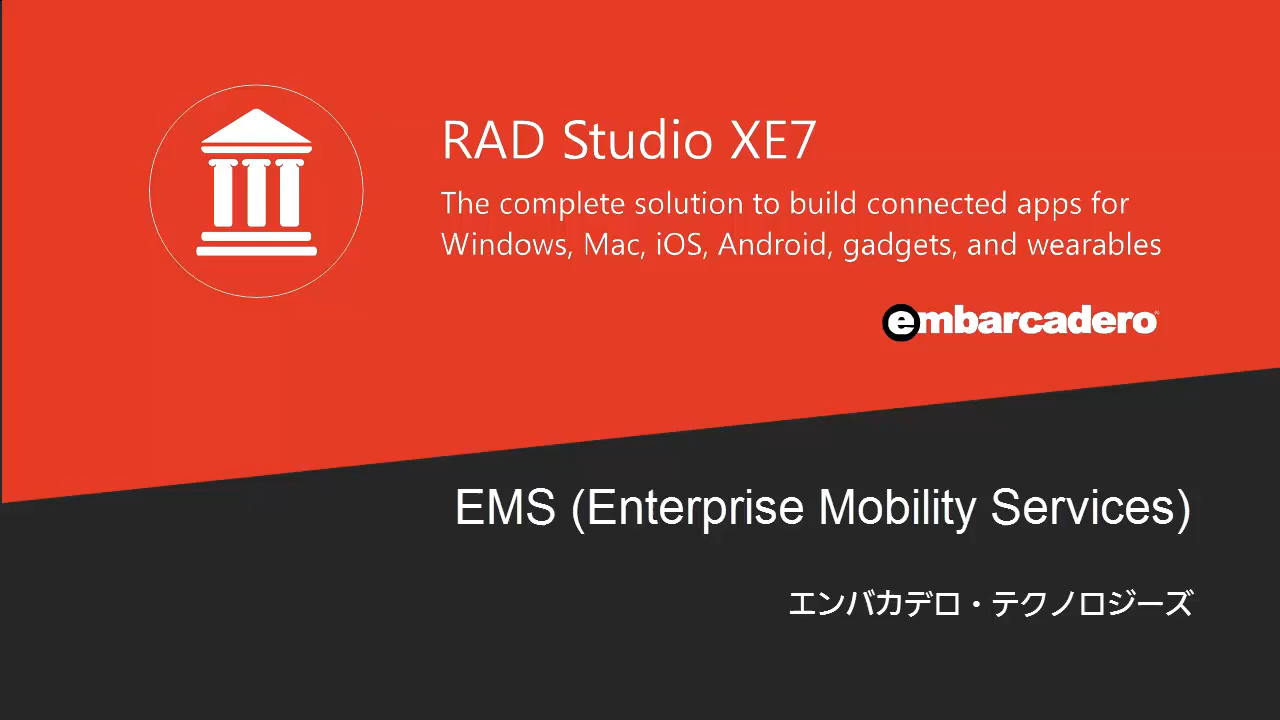 RAD Studio XE7
The complete solution to build connected apps for
Windows, Mac, iOS, Android, gadgets, and wearables
embarcadero
EMS (Enterprise Mobility Services)
エンバカデロ・テクノロジーズ